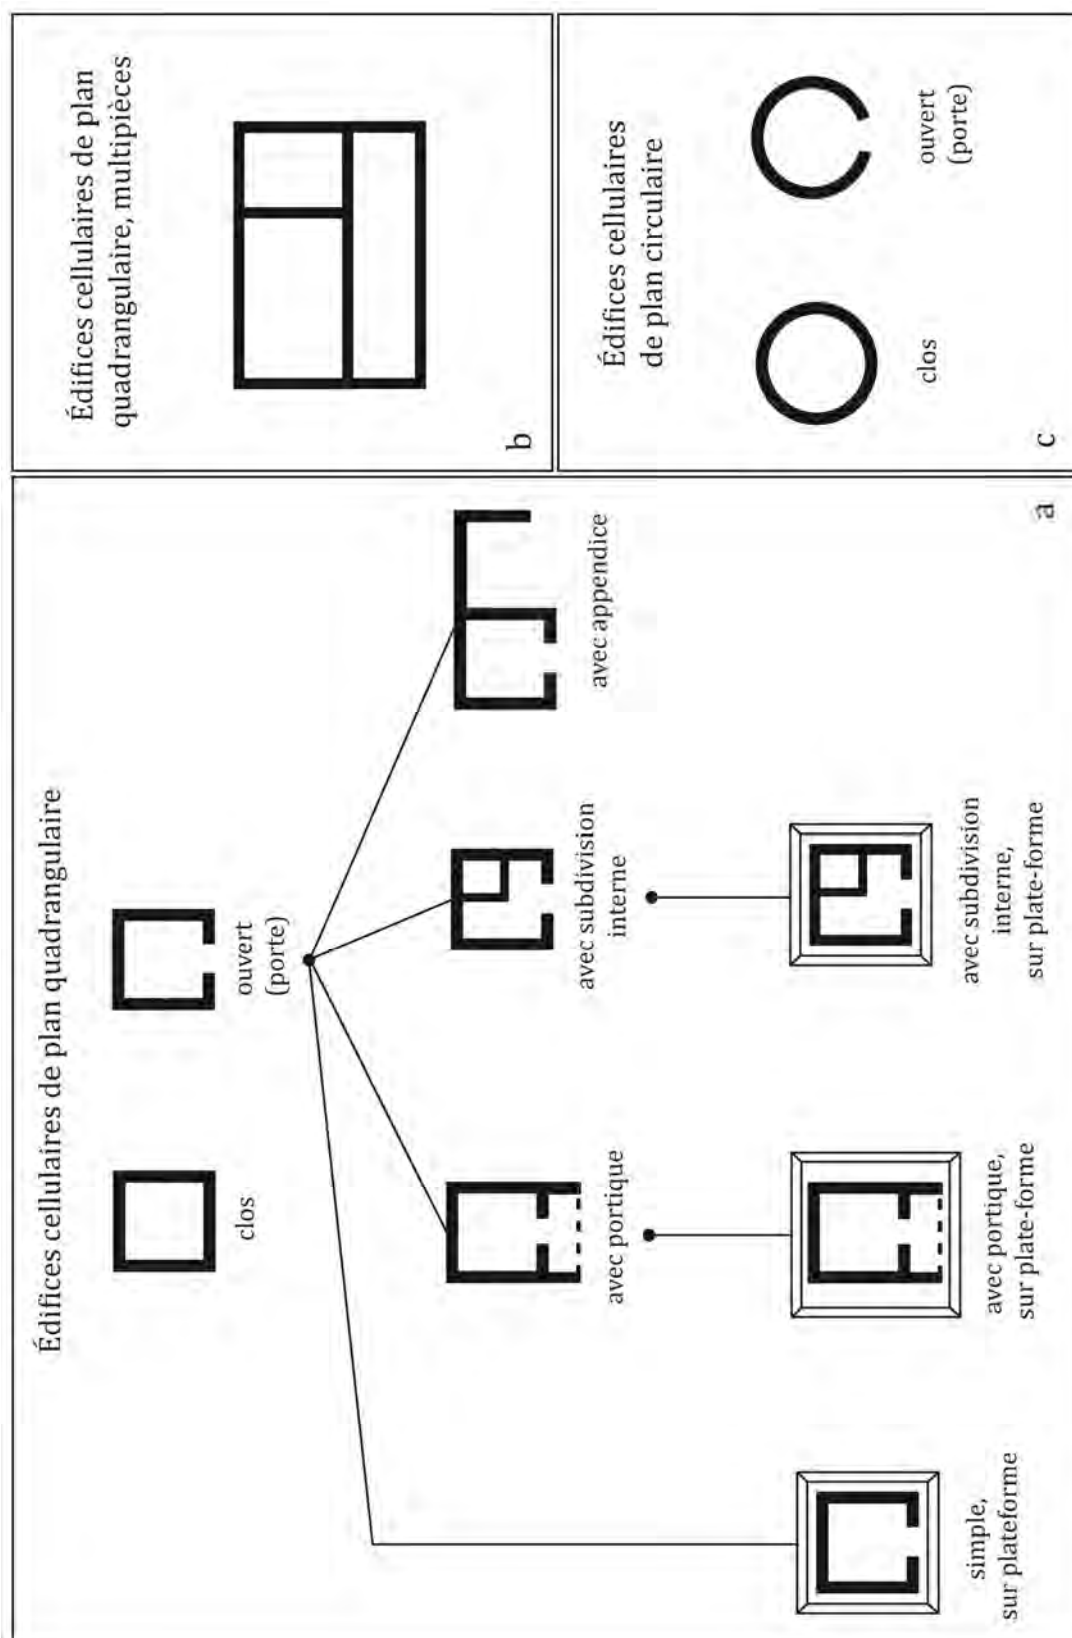 Édifices cellulaires de plan quadrangulaire
clos
ouvert
(porte)
avec portique
avec subdivision
interne
avec appendice
simple,
sur plateforme
avec portique,
sur plate-forme
avec subdivision
interne,
sur plate-forme
a
Édifices cellulaires de plan
quadrangulaire, multipièces
b
Édifices cellulaires
de plan circulaire
clos
ouvert
(porte)
c